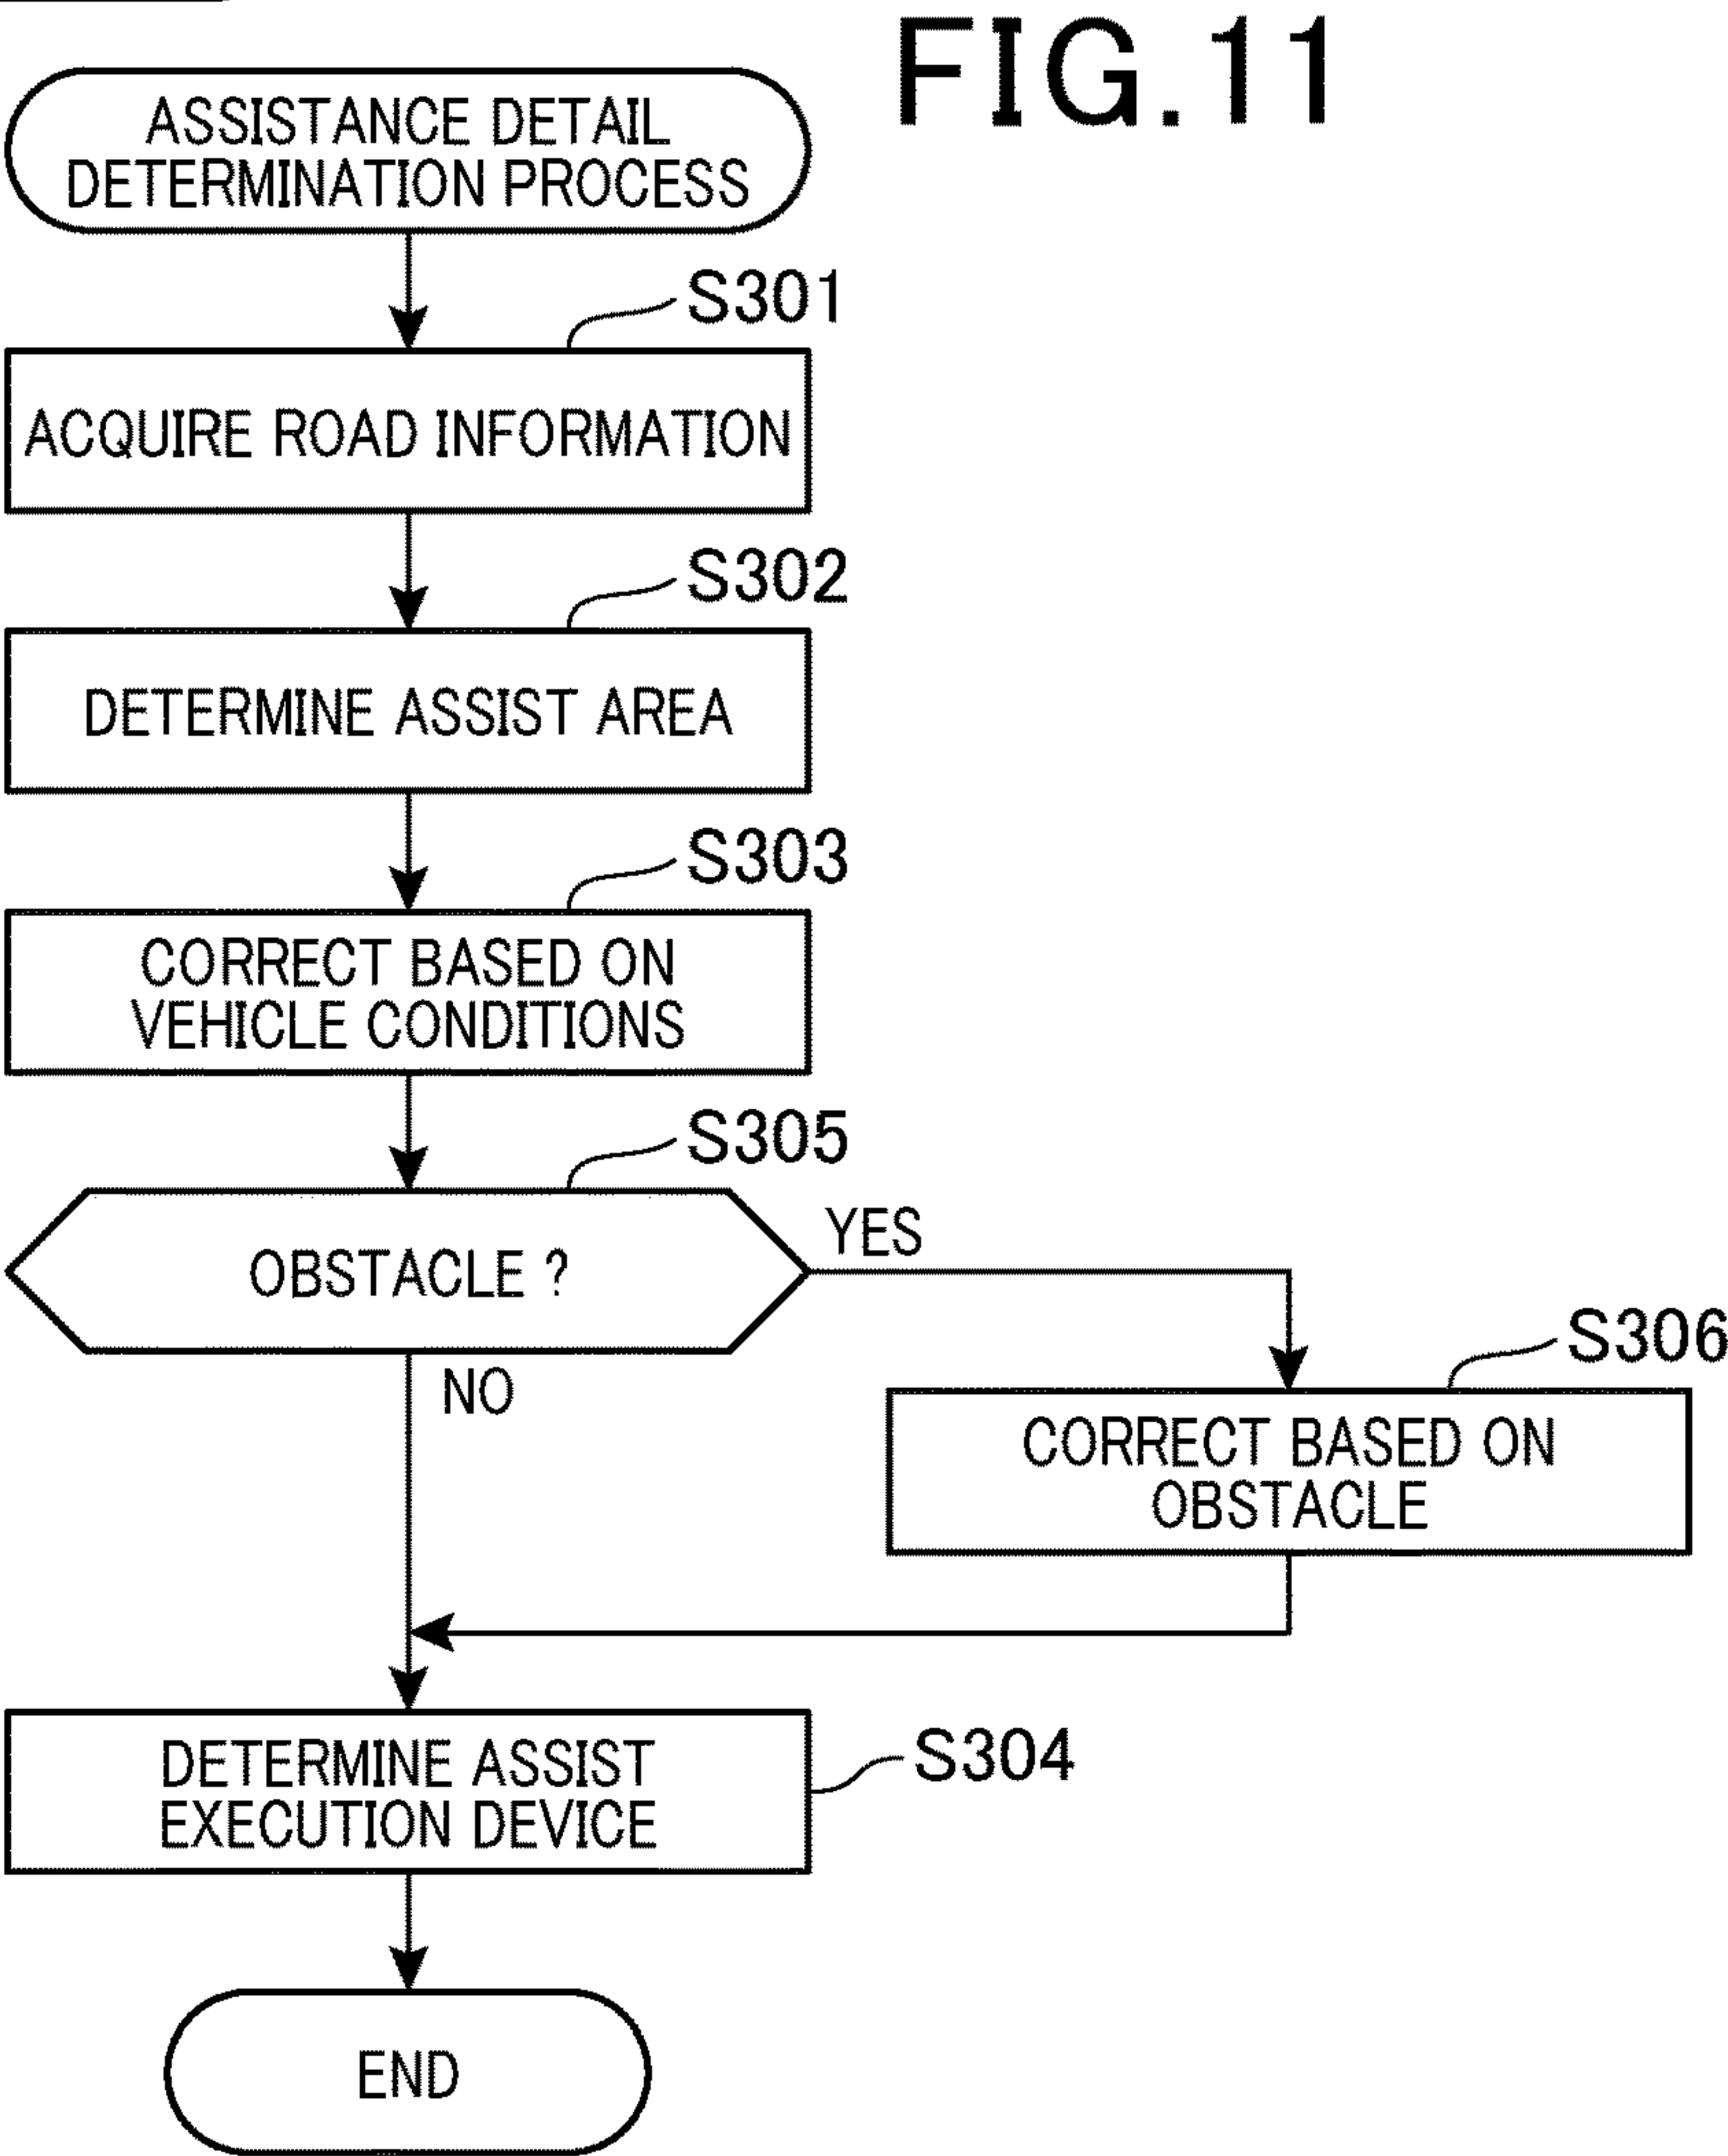 FIG.11
ASSISTANCE DETAIL
DETERMINATION PROCESS
S301
ACQUIRE ROAD INFORMATION
S302
DETERMINE ASSIST AREA
S303
CORRECT BASED ON
VEHICLE CONDITIONS
S305
OBSTACLE ?
YES
NO
S306
CORRECT BASED ON
OBSTACLE
DETERMINE ASSIST
EXECUTION DEVICE
S304
END